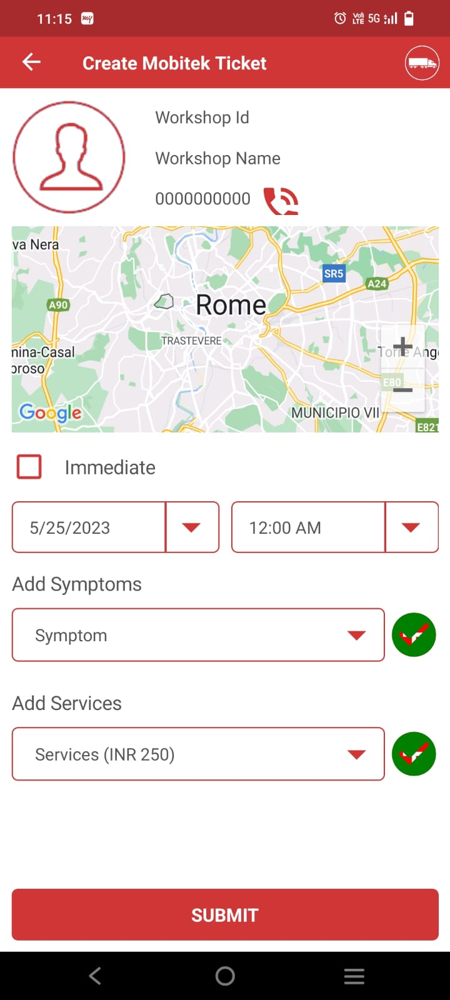 11:15 my VoLTE 5G
Create Mobitek Ticket
Workshop Id
Workshop Name
0000000000
va Nera
SR5
A24
A90
Rome
TRASTEVERE
nina-Casal
oroso
Torre Ang
E80
Google
MUNICIPIO VII
E821
Immediate
5/25/2023 12:00 AM
Add Symptoms
Symptom
Add Services
Services (INR 250)
SUBMIT